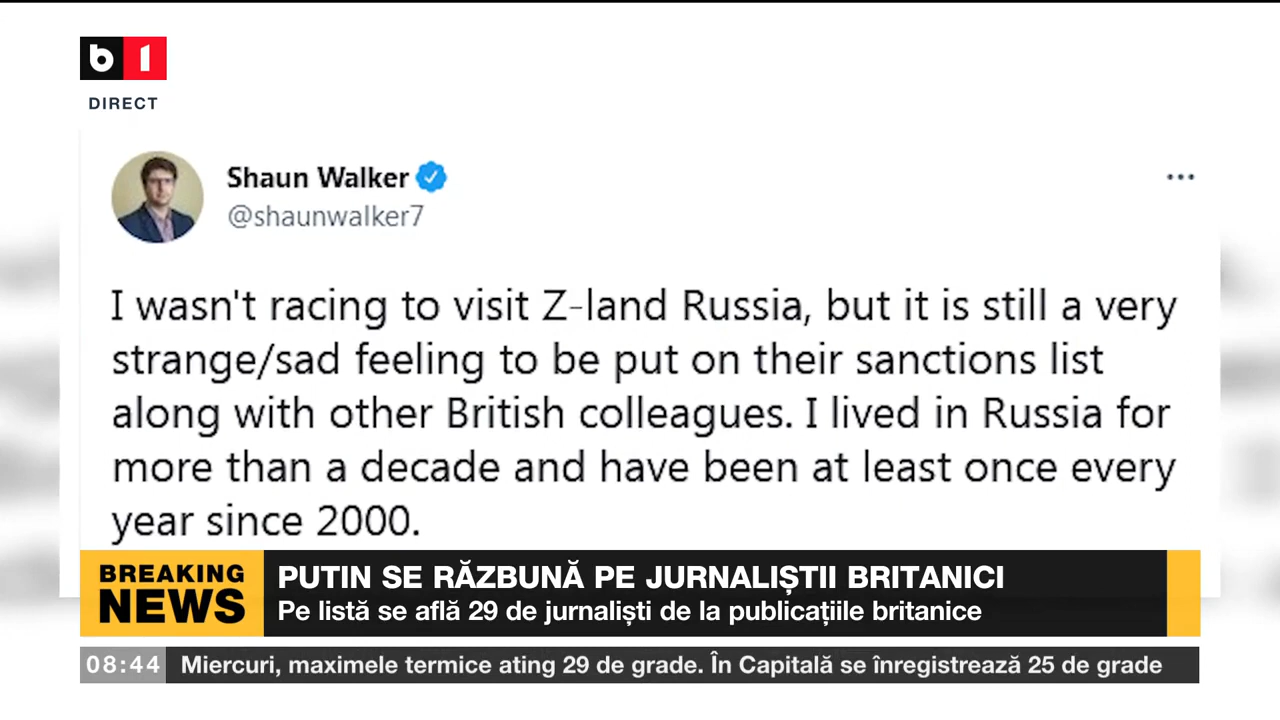 b1
DIRECT
Shaun Walker
@shaunwalker7
I wasn't racing to visit Z-land Russia, but it is still a very
strange/sad feeling to be put on their sanctions list
along with other British colleagues. I lived in Russia for
more than a decade and have been at least once every
year since 2000.
BREAKING
NEWS
PUTIN SE RĂZBUNĂ PE JURNALIȘTII BRITANICI
Pe listă se află 29 de jurnaliști de la publicațiile britanice
08:44 Miercuri, maximele termice ating 29 de grade. În Capitală se înregistrează 25 de grade